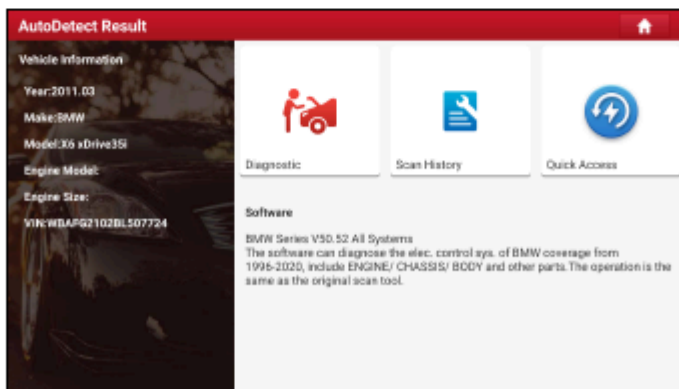 AutoDetect Result
Vehicle Information
Year:2011.03
Make:BMW
Model:X6 xDrive35i
Engine Model:
Engine Size:
VIN:WBAFG2102BL507724
Diagnostic
Scan History
Quick Access
Software
BMW Series V50.52 All Systems
The software can diagnose the elec. control sys. of BMW coverage from
1996-2020, include ENGINE/ CHASSIS/ BODY and other parts.The operation is the
same as the original scan tool.